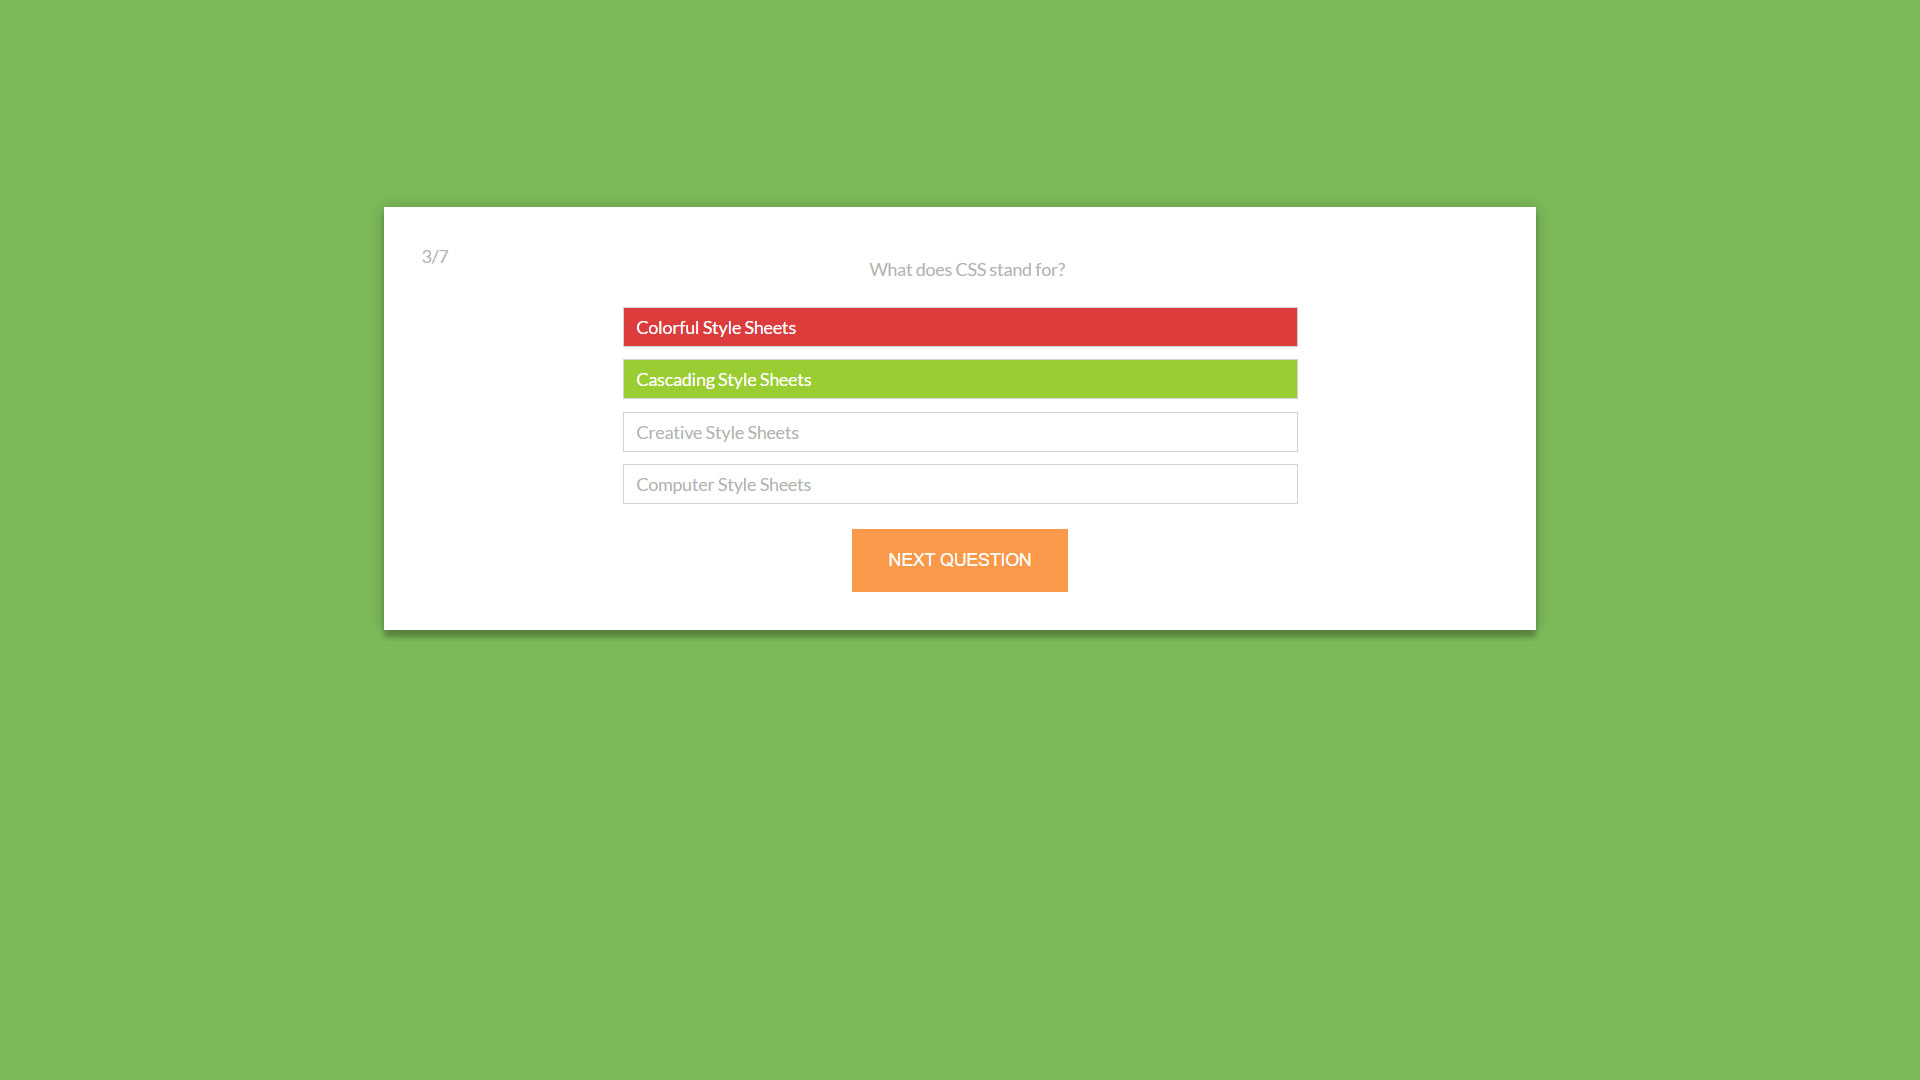 3/7
What does CSS stand for?
Colorful Style Sheets
Cascading Style Sheets
Creative Style Sheets
Computer Style Sheets
NEXT QUESTION